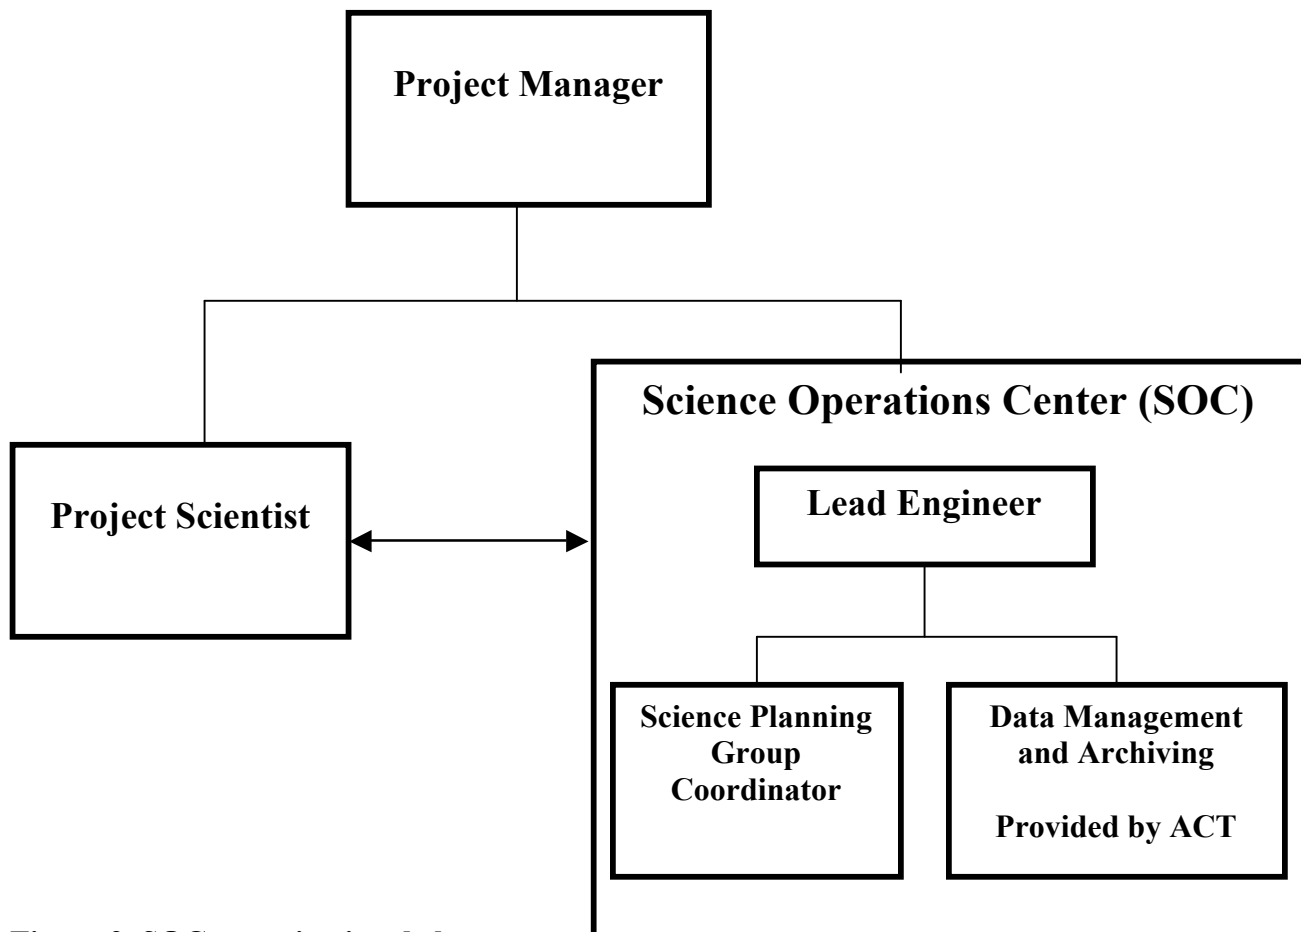 Project Manager
Science Operations Center (SOC)
Project Scientist
Lead Engineer
Science Planning
Group
Coordinator
Data Management
and Archiving
Provided by ACT